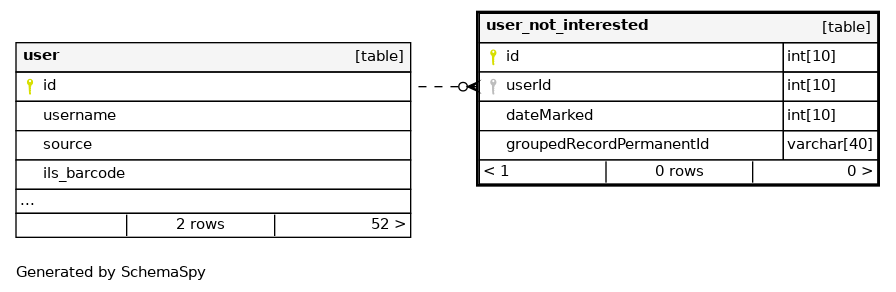 user [table]
id
username
source
ils_barcode
...
2 rows 52 >
user_not_interested [table]
id int[10]
userId int[10]
dateMarked int[10]
groupedRecordPermanentId varchar[40]
< 1 0 rows 0 >
Generated by SchemaSpy